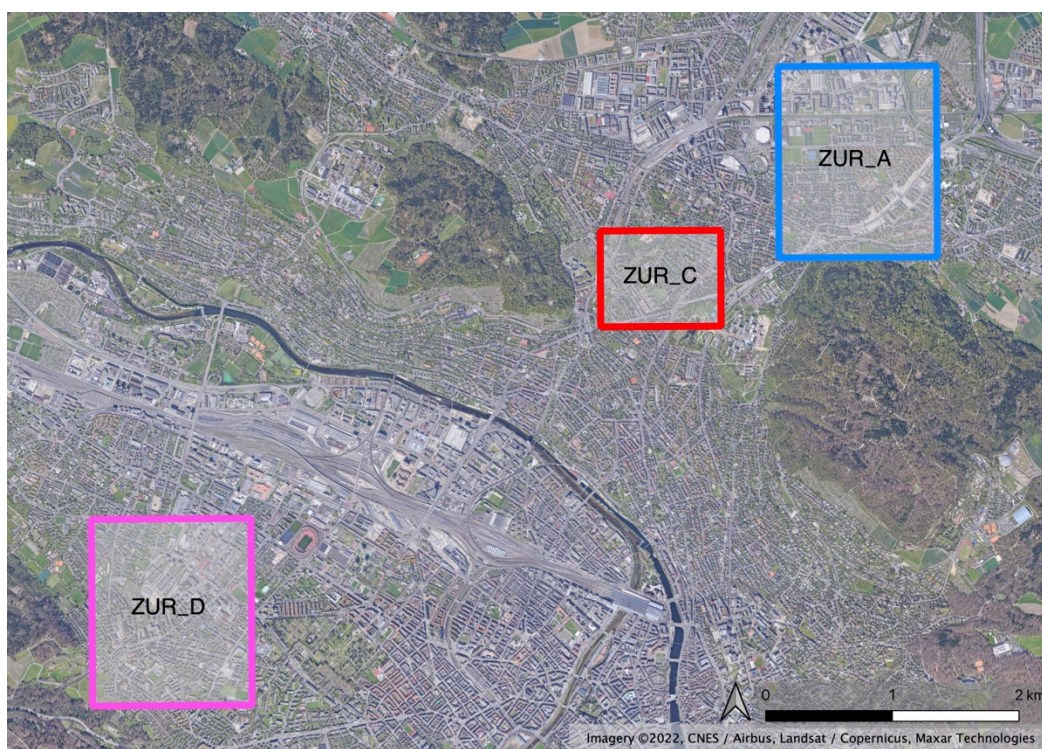 ZUR_A
ZUR_C
ZUR_D
0 1 2 km
Imagery ©2022, CNES / Airbus, Landsat / Copernicus, Maxar Technologies